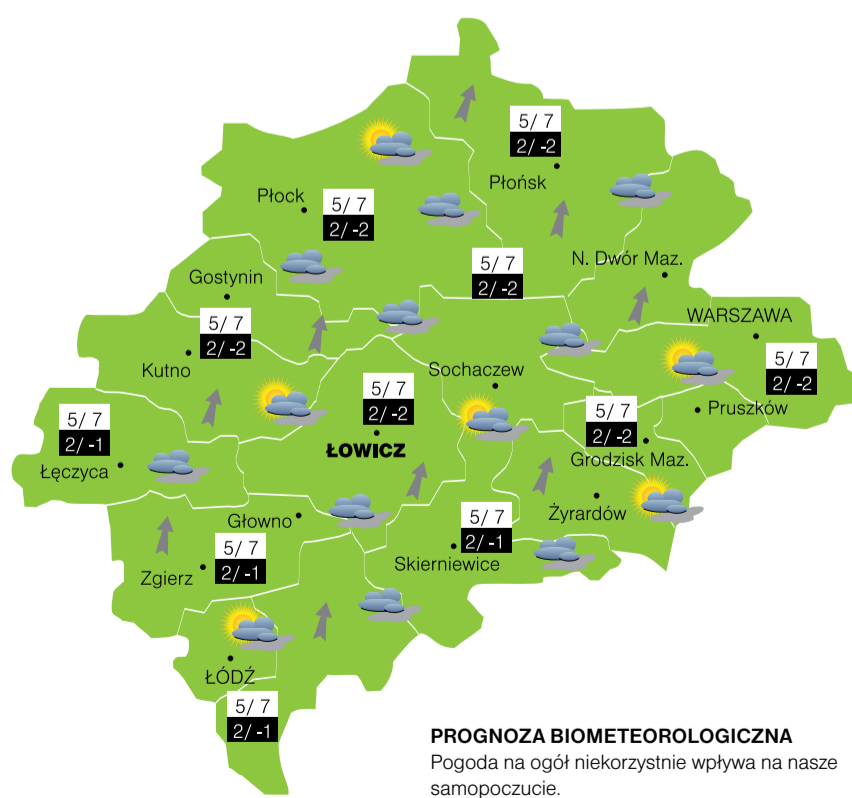 5/ 7
2/ -2
Płońsk
Płock
5/ 7
2/ -2
5/ 7
2/ -2
N. Dwór Maz.
Gostynin
5/ 7
2/ -2
Kutno
WARSZAWA
5/ 7
2/ -2
Sochaczew
5/ 7
2/ -2
ŁOWICZ
Pruszków
5/ 7
2/ -2
Grodzisk Maz.
5/ 7
2/ -1
Łęczyca
Żyrardów
Głowno
5/ 7
2/ -1
Skierniewice
5/ 7
2/ -1
Zgierz
ŁÓDŹ
5/ 7
2/ -1
PROGNOZA BIOMETEOROLOGICZNA
Pogoda na ogół niekorzystnie wpływa na nasze
samopoczucie.